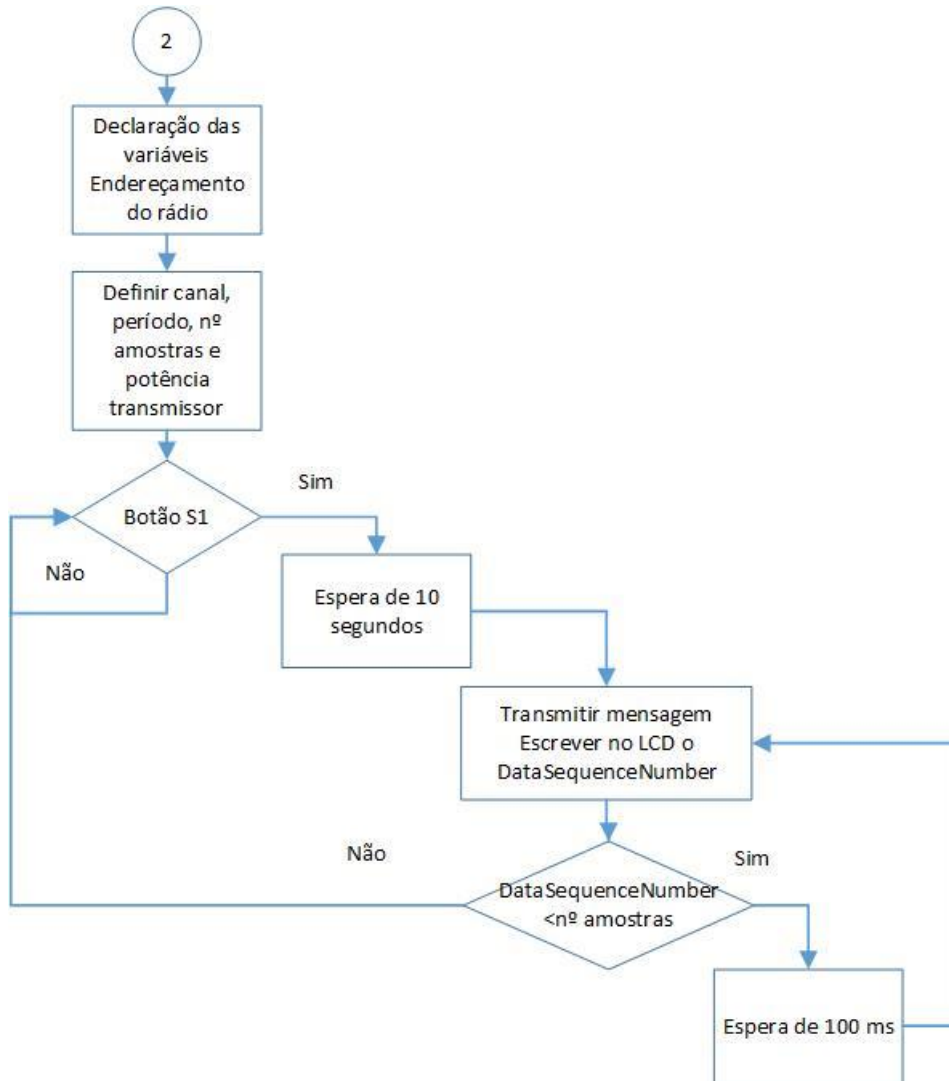 2
Declaração das
variáveis
Endereçamento
do rádio
Definir canal,
período, nº
amostras e
potência
transmissor
Sim
Botão S1
Não
Espera de 10
segundos
Transmitir mensagem
Escrever no LCD o
DataSequenceNumber
Não
Sim
DataSequenceNumber
<nº amostras
Espera de 100 ms